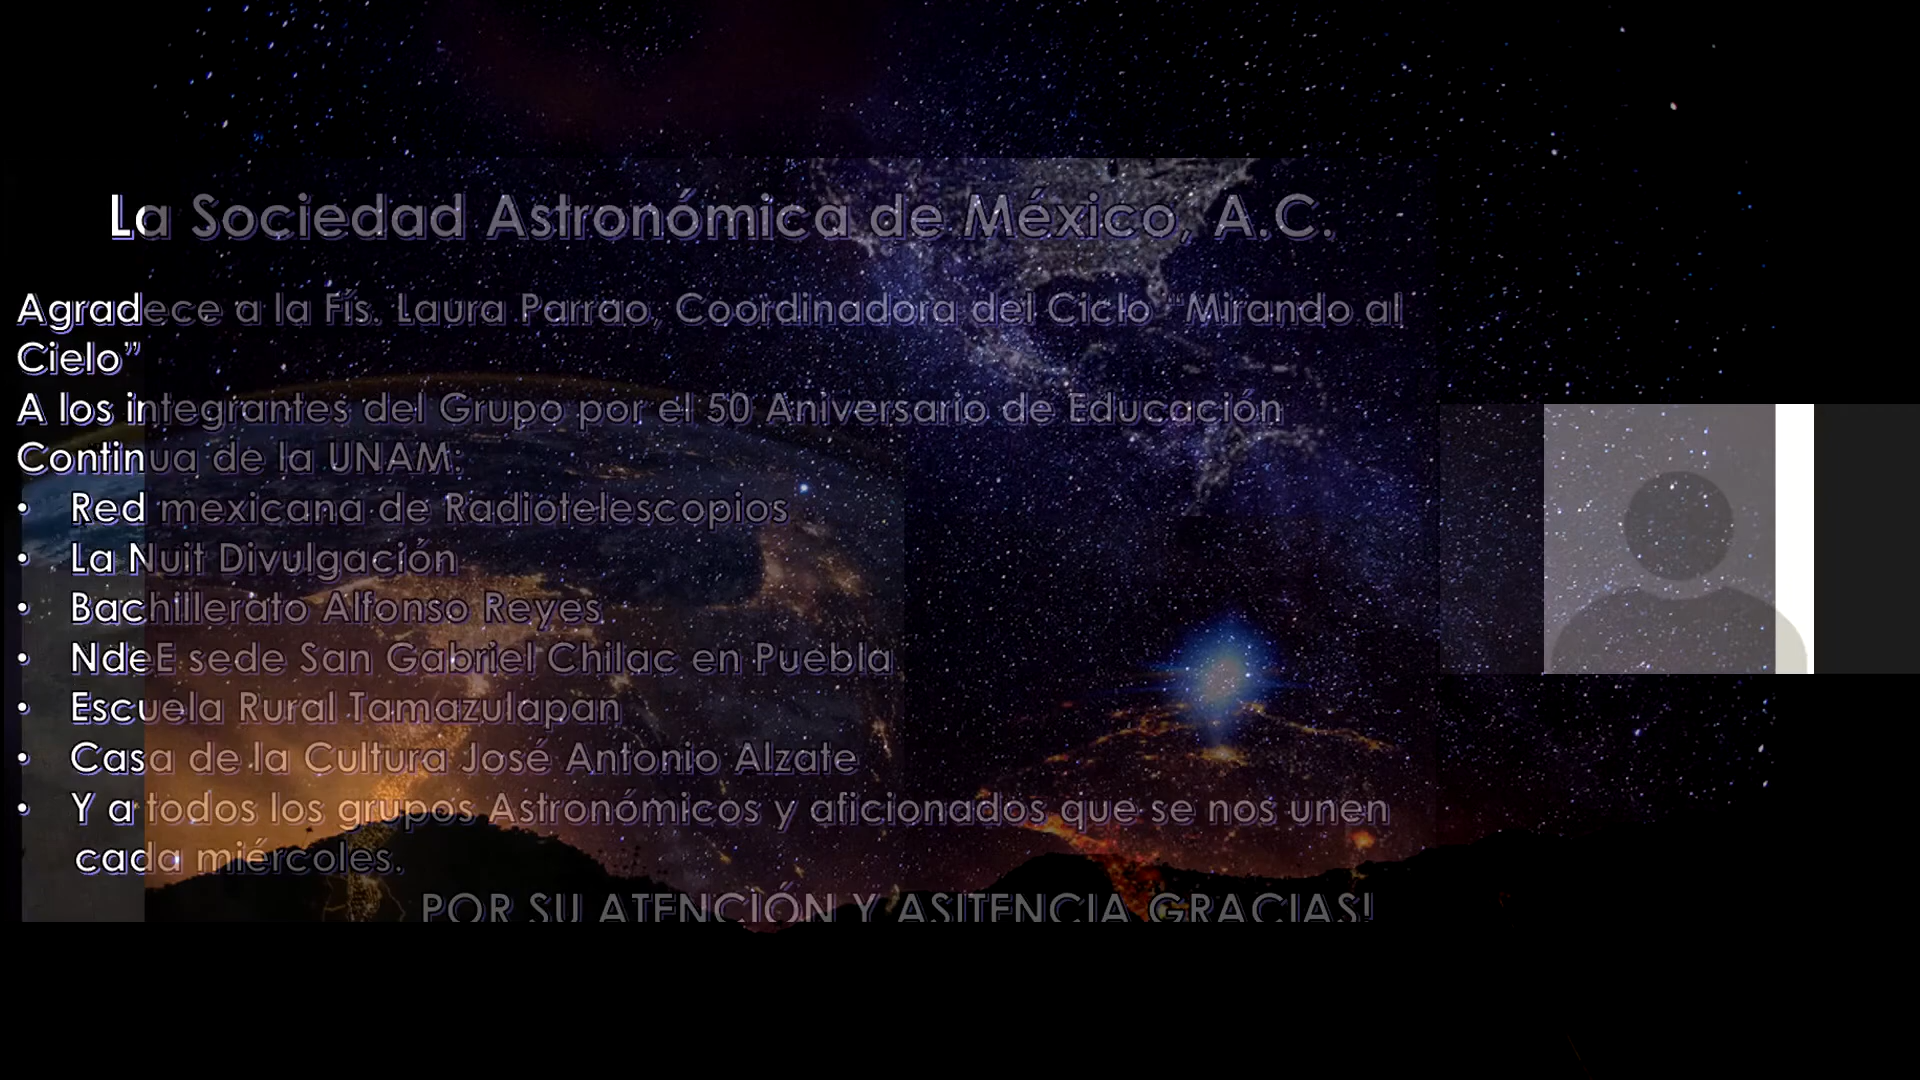 La Sociedad Astronómica de México, A.C.
Agradece a la Fís. Laura Parrao, Coordinadora del Ciclo “Mirando al
Cielo”
A los integrantes del Grupo por el 50 Aniversario de Educación
Continua de la UNAM:
• Red mexicana de Radiotelescopios
• La Nuit Divulgación
• Bachillerato Alfonso Reyes
• NdeE sede San Gabriel Chilac en Puebla
• Escuela Rural Tamazulapan
• Casa de la Cultura José Antonio Alzate
• Y a todos los grupos Astronómicos y aficionados que se nos unen
cada miércoles.
POR SU ATENCIÓN Y ASITENCIA GRACIAS!